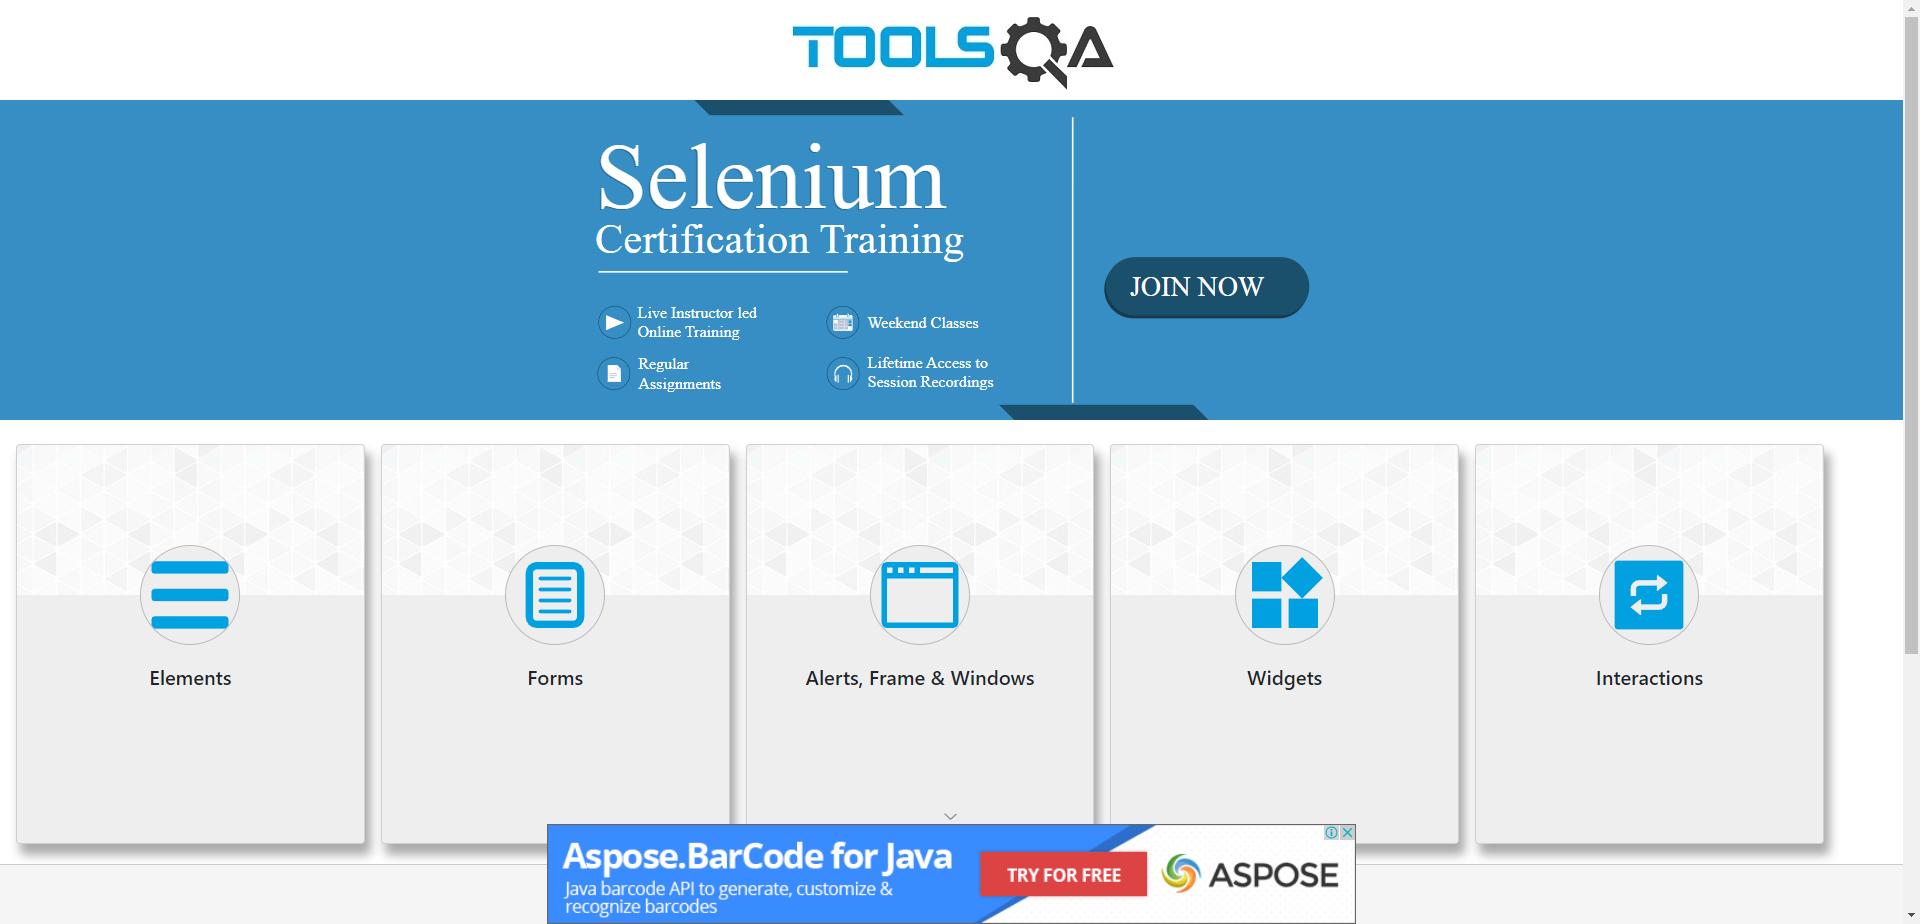 TOOLSQA
Selenium
Certification Training
Live Instructor led
Online Training
Weekend Classes
Regular
Assignments
Lifetime Access to
Session Recordings
JOIN NOW
Elements
Forms
Alerts, Frame & Windows
Widgets
Interactions
Aspose.BarCode for Java
Java barcode API to generate, customize &
recognize barcodes
TRY FOR FREE
ASPOSE